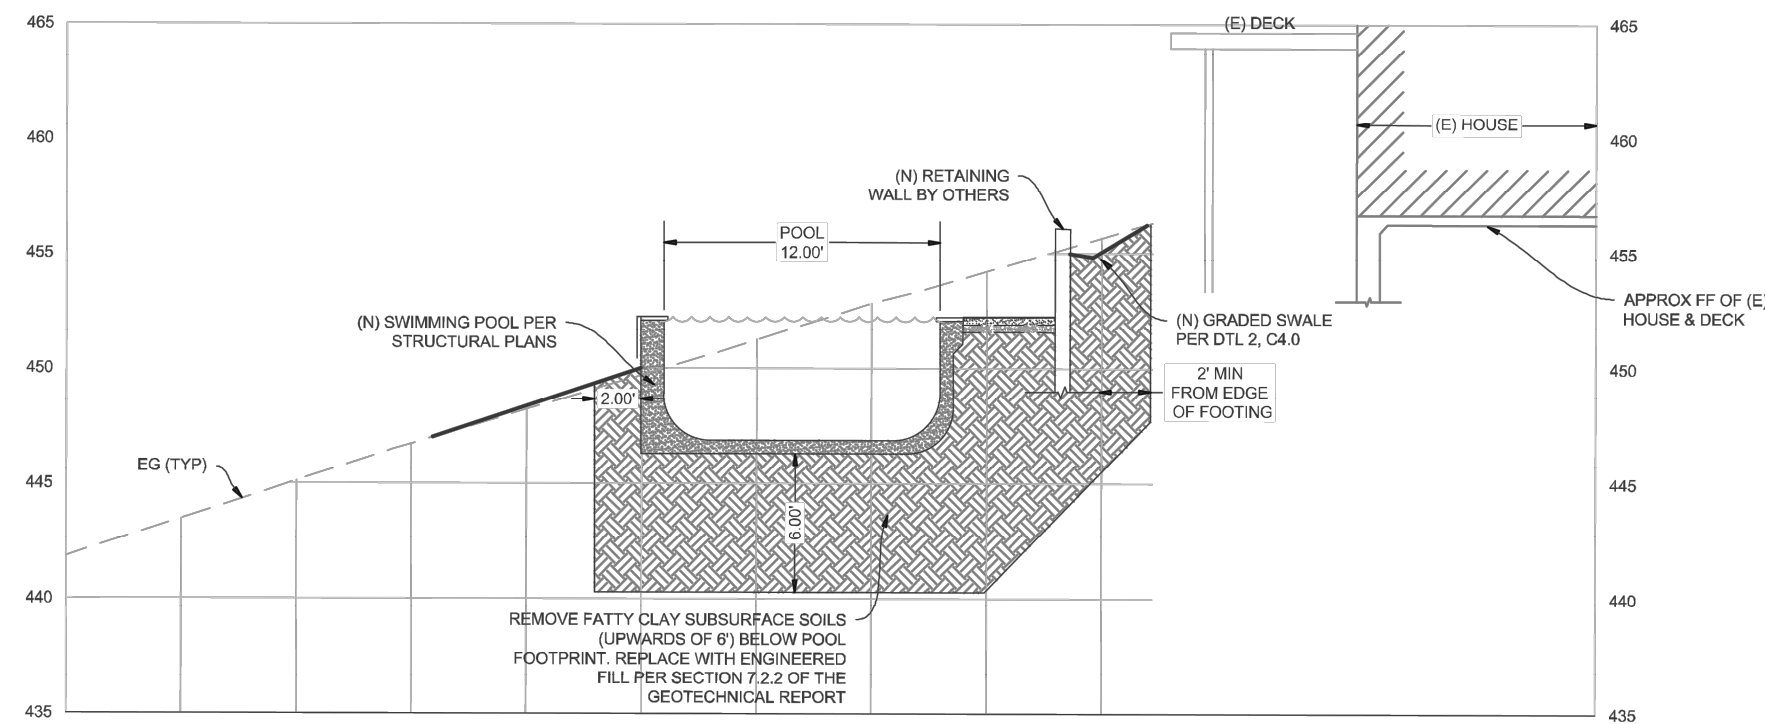 465
(E) DECK
465
460
(E) HOUSE
460
(N) RETAINING
WALL BY OTHERS
POOL
12.00'
455
455
(N) SWIMMING POOL PER
STRUCTURAL PLANS
(N) GRADED SWALE
PER DTL 2, C4.0
APPROX FF OF (E)
HOUSE & DECK
450
450
2.00'
2' MIN
FROM EDGE
OF FOOTING
EG (TYP)
445
445
6.00'
440
440
REMOVE FATTY CLAY SUBSURFACE SOILS
(UPWARDS OF 6') BELOW POOL
FOOTPRINT. REPLACE WITH ENGINEERED
FILL PER SECTION 7.2.2 OF THE
GEOTECHNICAL REPORT
435
435